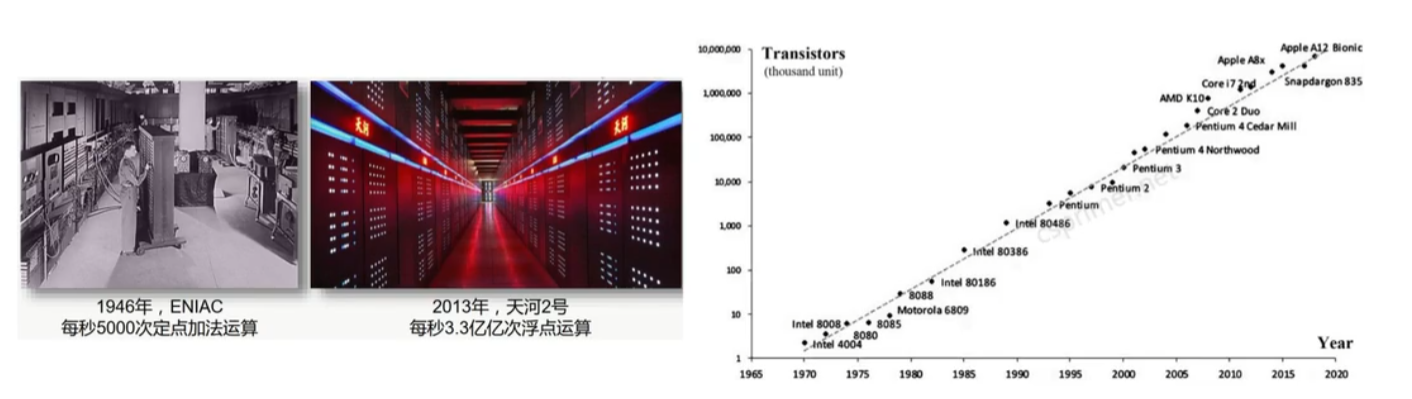 天河
天河
1946年，ENIAC
每秒5000次定点加法运算
2013年，天河2号
每秒3.3亿亿次浮点运算
Transistors
(thousand unit)
10,000,000
1,000,000
100,000
10,000
1,000
100
10
1
Apple A12 Bionic
Apple A8x
Snapdargon 835
Core i7 2nd
AMD K10
Core 2 Duo
Pentium 4 Cedar Mill
Pentium 4 Northwood
Pentium 3
Pentium 2
Pentium
Intel 80486
Intel 80386
Intel 80186
8088
Motorola 6809
Intel 8008
8085
8080
Intel 4004
Year
1965
1970
1975
1980
1985
1990
1995
2000
2005
2010
2015
2020